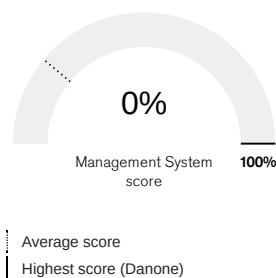 0%
Management System
score
100%
Average score
Highest score (Danone)